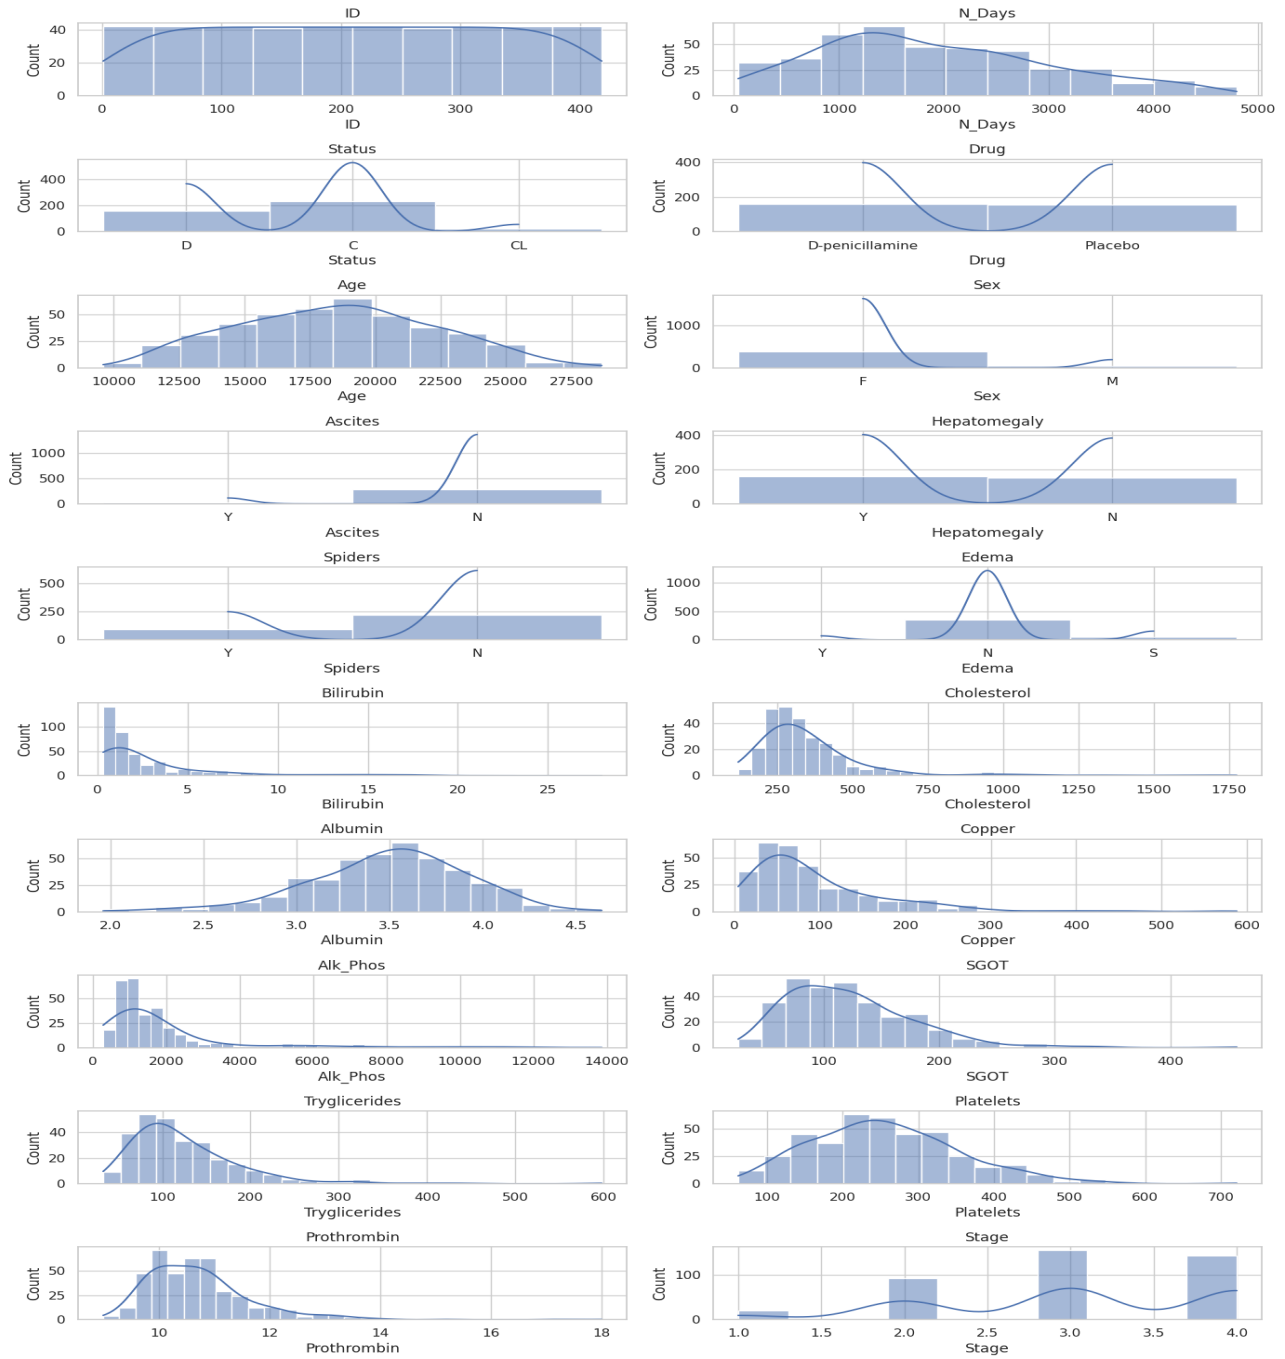 ID
Count
40
20
0
0 100 200 300 400
ID
N_Days
Count
50
25
0
0 1000 2000 3000 4000 5000
N_Days
Status
Count
400
200
0
D C CL
Status
Drug
Count
400
200
0
D-penicillamine Placebo
Drug
Age
Count
50
25
0
10000 12500 15000 17500 20000 22500 25000 27500
Age
Sex
Count
1000
0
F M
Sex
Ascites
Count
1000
500
0
Y N
Ascites
Hepatomegaly
Count
400
200
0
Y N
Hepatomegaly
Spiders
Count
500
250
0
Y N
Spiders
Edema
Count
1000
500
0
Y N S
Edema
Bilirubin
Count
100
50
0
0 5 10 15 20 25
Bilirubin
Cholesterol
Count
40
20
0
250 500 750 1000 1250 1500 1750
Cholesterol
Albumin
Count
50
25
0
2.0 2.5 3.0 3.5 4.0 4.5
Albumin
Copper
Count
50
25
0
0 100 200 300 400 500 600
Copper
Alk_Phos
Count
50
25
0
0 2000 4000 6000 8000 10000 12000 14000
Alk_Phos
SGOT
Count
40
20
0
100 200 300 400
SGOT
Tryglicerides
Count
40
20
0
100 200 300 400 500 600
Tryglicerides
Platelets
Count
50
25
0
100 200 300 400 500 600 700
Platelets
Prothrombin
Count
50
25
0
10 12 14 16 18
Prothrombin
Stage
Count
100
0
1.0 1.5 2.0 2.5 3.0 3.5 4.0
Stage